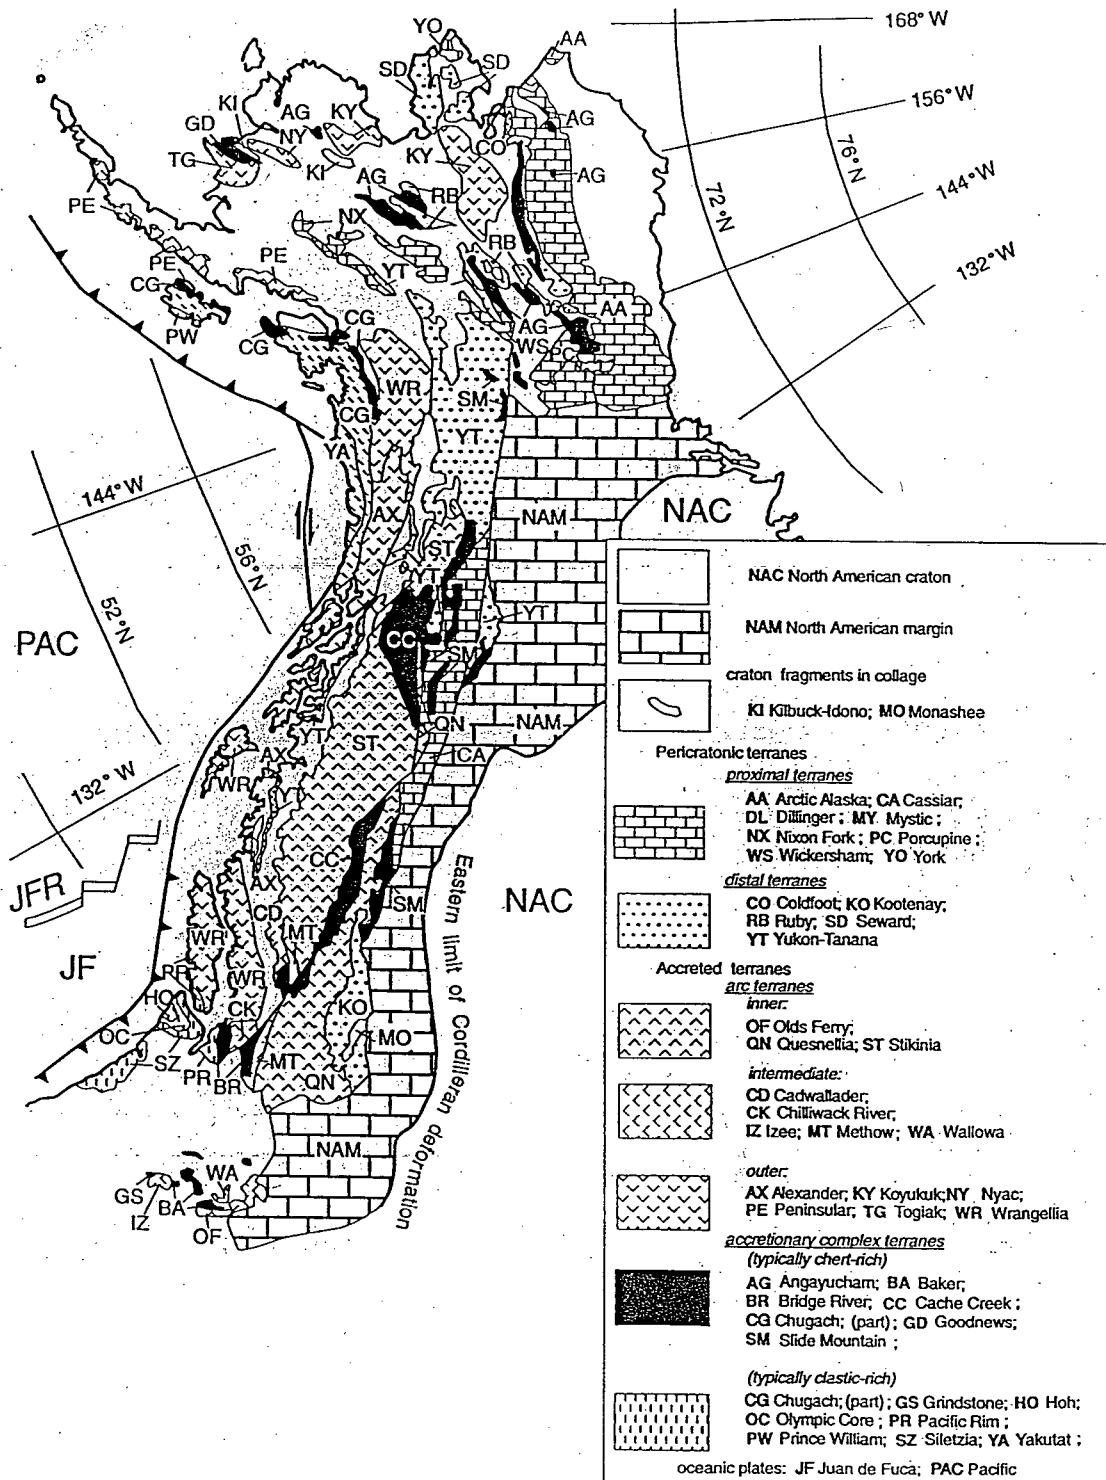 YO
AA
168° W
SD
SD
156° W
KI
AG
KY
AG
GD
NY
CO
76° N
TG
KI
KY
AG
RB
AG
144° W
PE
NX
72° N
RB
132° W
PE
PE
YT
CG
AA
PW
CG
CG
AG
WS
PC
WR
SM
CG
YT
YA
144° W
AX
NAM
NAC
ST
56° N
YT
52° N
YT
PAC
CC
SM
QN
NAM
YT
ST
AX
CA
132° W
WR
YT
CC
JFR
AX
SM
NAC
CD
MT
WR
JF
PR
WR
HO
KO
CK
OC
MO
SZ
MT
PR
BR
QN
Eastern limit of Cordilleran deformation
NAM
WA
GS
BA
IZ
OF
NAC North American craton
NAM North American margin
craton fragments in collage
KI Kilbuck-Idono; MO Monashee
Pericratonic terranes
proximal terranes
AA Arctic Alaska; CA Cassiar;
DL Dillinger; MY Mystic;
NX Nixon Fork; PC Porcupine;
WS Wickersham; YO York
distal terranes
CO Coldfoot; KO Kootenay;
RB Ruby; SD Seward;
YT Yukon-Tanana
Accreted terranes
arc terranes
inner:
OF Olds Ferry;
QN Quesnellia; ST Stikinia
intermediate:
CD Cadwallader;
CK Chilliwack River;
IZ Izee; MT Methow; WA Wallowa
outer:
AX Alexander; KY Koyukuk; NY Nyac;
PE Peninsular; TG Togiak; WR Wrangellia
accretionary complex terranes
(typically chert-rich)
AG Angayucham; BA Baker;
BR Bridge River; CC Cache Creek;
CG Chugach; (part); GD Goodnews;
SM Slide Mountain;
(typically clastic-rich)
CG Chugach; (part); GS Grindstone; HO Hoh;
OC Olympic Core; PR Pacific Rim;
PW Prince William; SZ Siletzia; YA Yakutat;
oceanic plates: JF Juan de Fuca; PAC Pacific